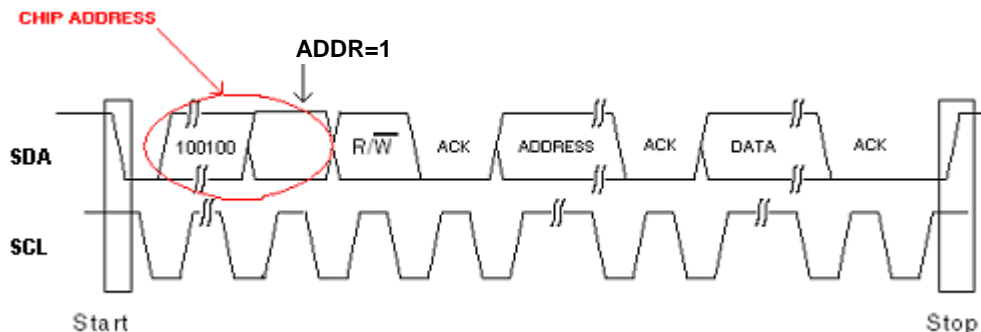 CHIP ADDRESS
ADDR=1
SDA
100100
R/W
ACK
ADDRESS
ACK
DATA
ACK
SCL
Start
Stop